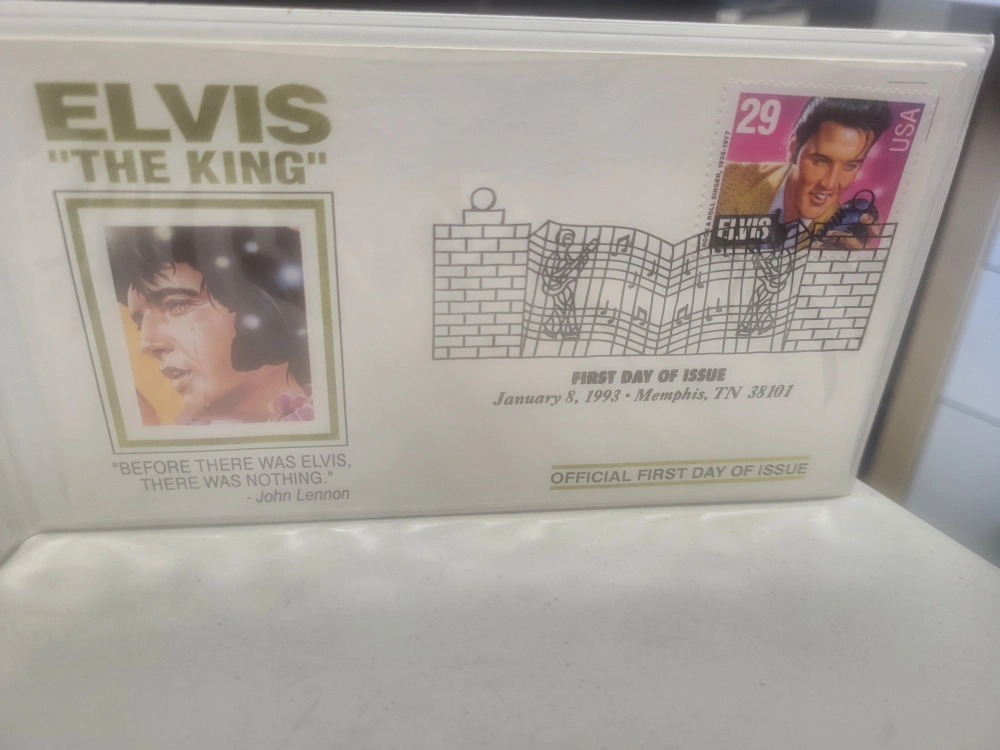 ELVIS
"THE KING"
"BEFORE THERE WAS ELVIS,
THERE WAS NOTHING."
- John Lennon
29
USA
ROCK & ROLL SINGER, 1935-1977
ELVIS
FIRST DAY OF ISSUE
January 8, 1993 • Memphis, TN 38101
OFFICIAL FIRST DAY OF ISSUE